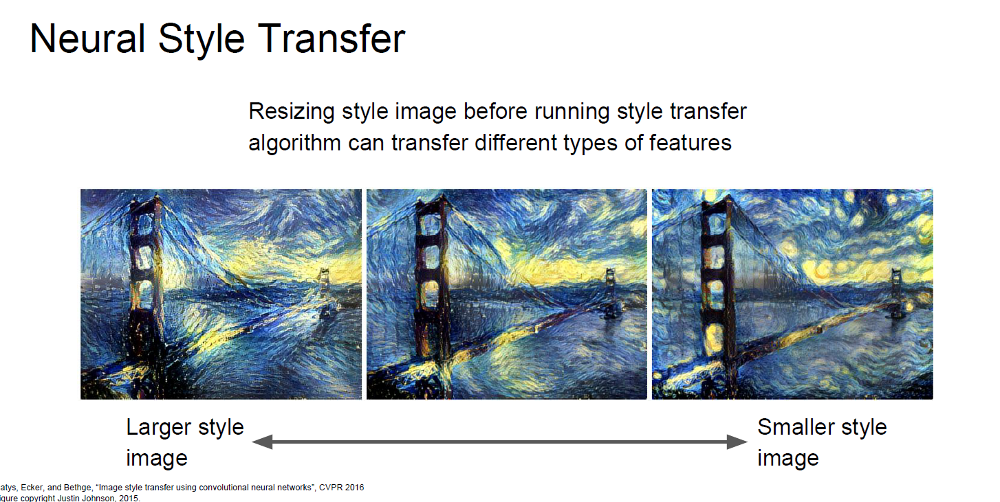 Neural Style Transfer
Resizing style image before running style transfer
algorithm can transfer different types of features
Larger style
image
Smaller style
image
atys, Ecker, and Bethge, “Image style transfer using convolutional neural networks”, CVPR 2016
igure copyright Justin Johnson, 2015.